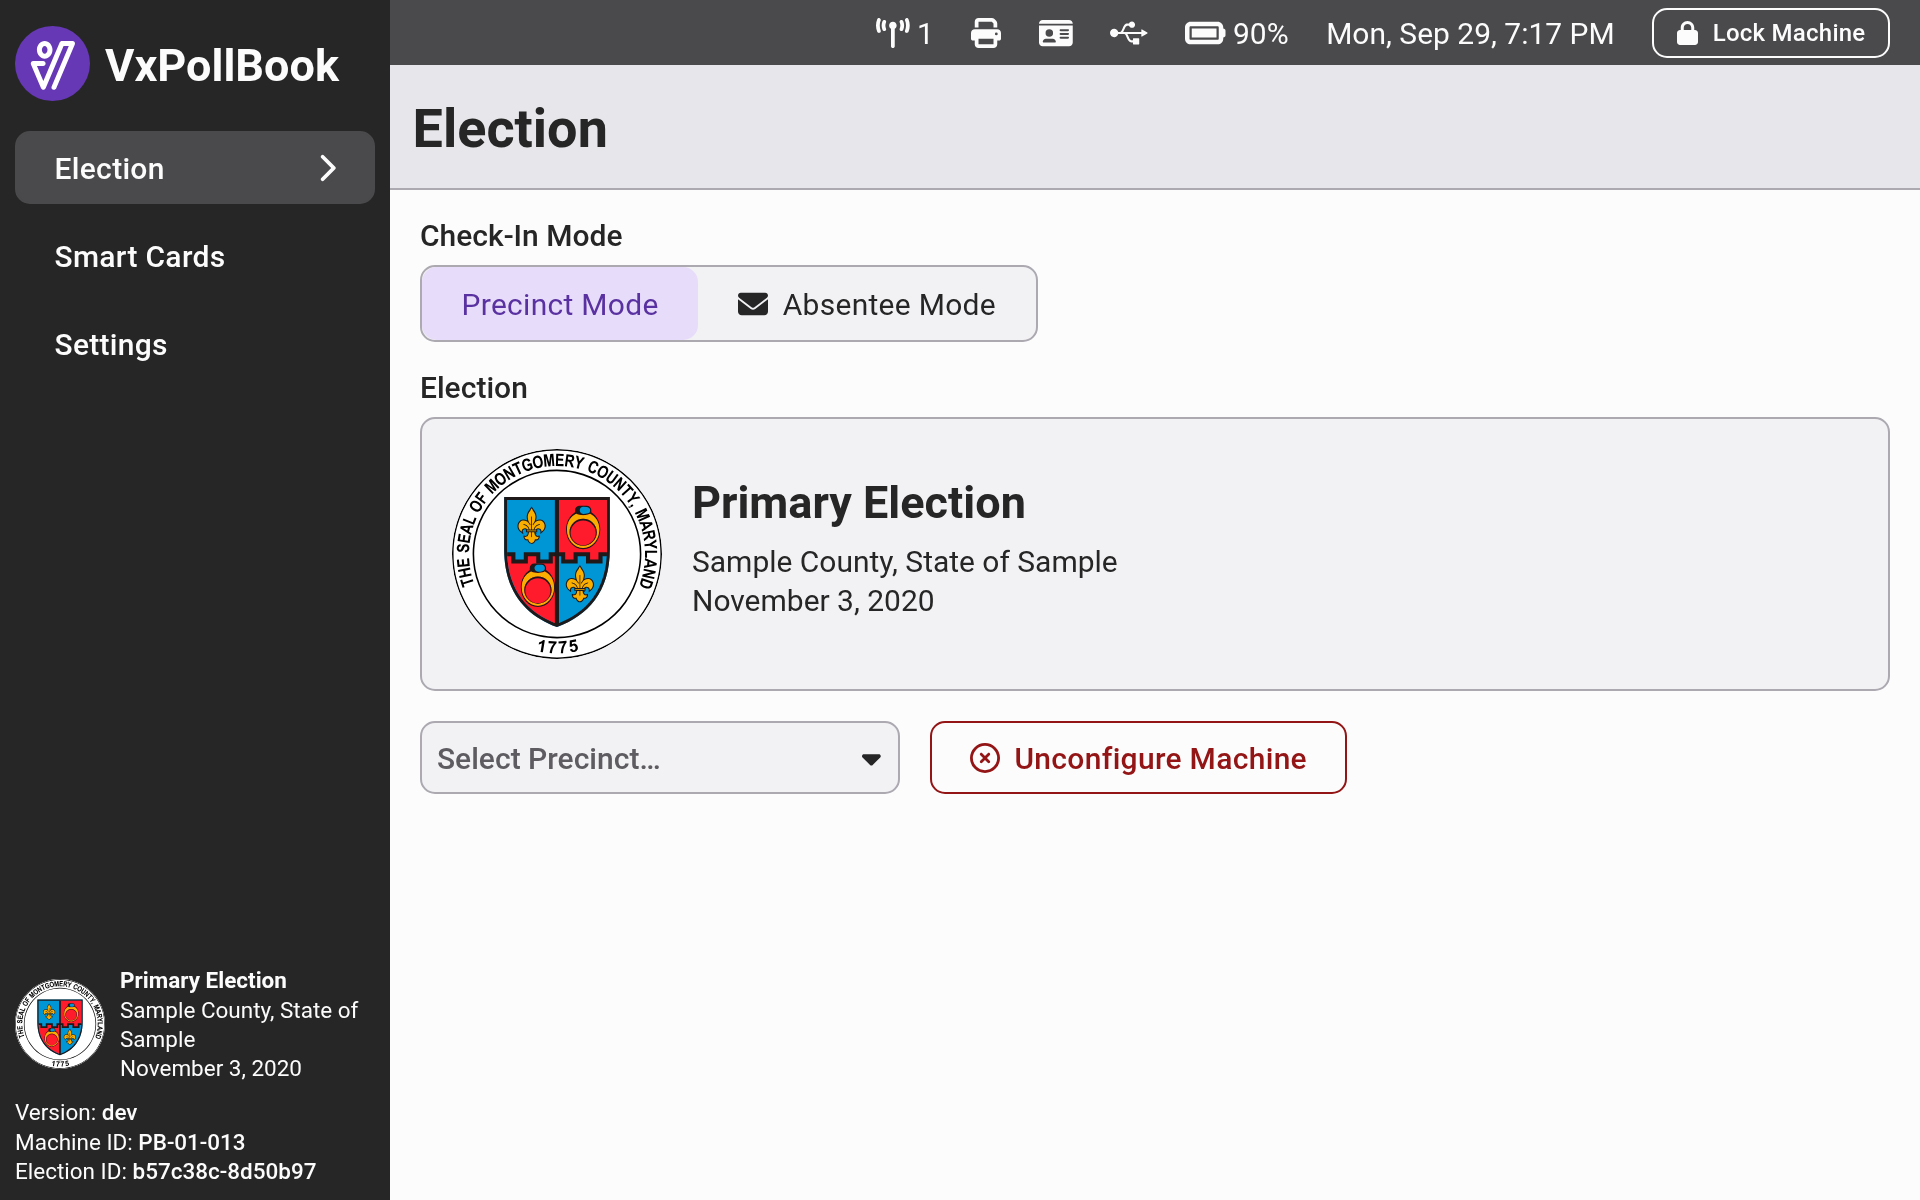 VxPollBook
1
90%
Mon, Sep 29, 7:17 PM
Lock Machine
Election
Smart Cards
Settings
Election
Check-In Mode
Precinct Mode
Absentee Mode
Election
THE SEAL OF MONTGOMERY COUNTY, MARYLAND
1775
Primary Election
Sample County, State of Sample
November 3, 2020
Select Precinct...
Unconfigure Machine
THE SEAL OF MONTGOMERY COUNTY, MARYLAND
1775
Primary Election
Sample County, State of
Sample
November 3, 2020
Version: dev
Machine ID: PB-01-013
Election ID: b57c38c-8d50b97